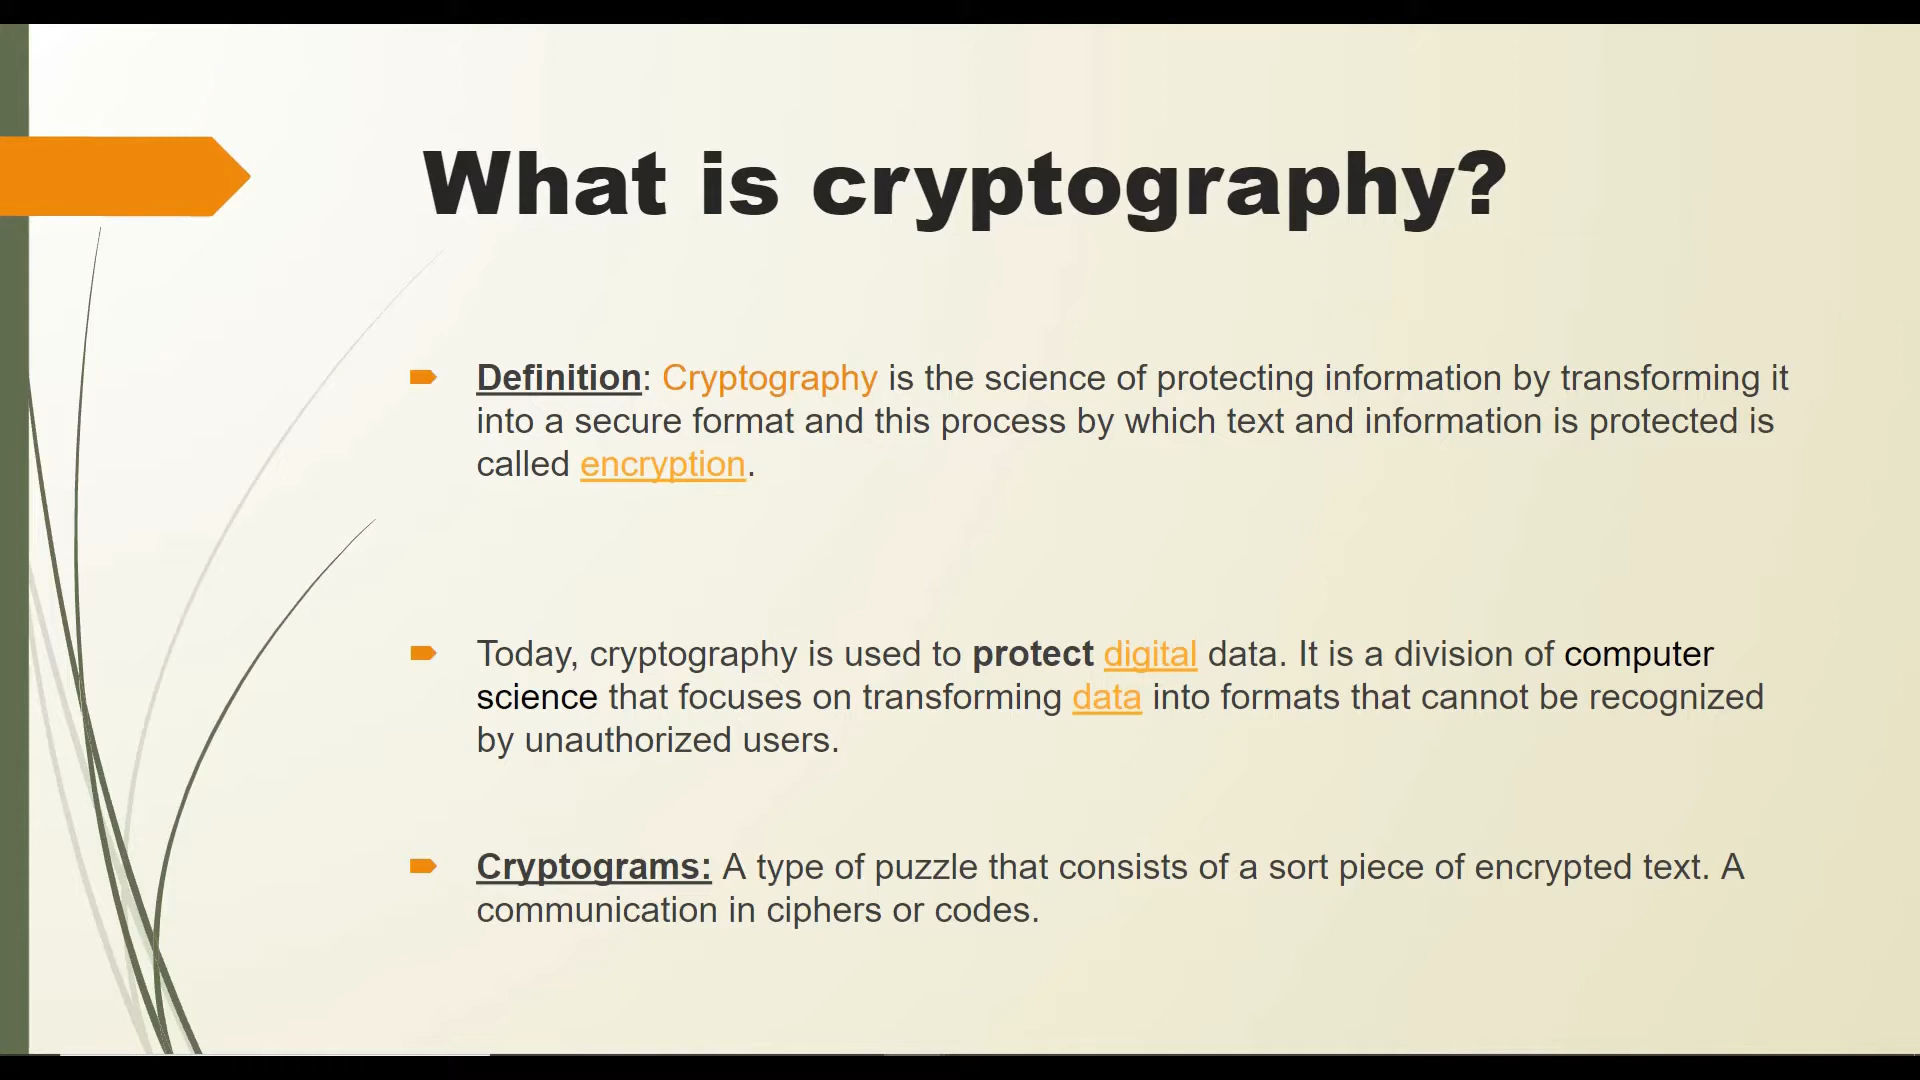 What is cryptography?
Definition: Cryptography is the science of protecting information by transforming it
into a secure format and this process by which text and information is protected is
called encryption.
Today, cryptography is used to protect digital data. It is a division of computer
science that focuses on transforming data into formats that cannot be recognized
by unauthorized users.
Cryptograms: A type of puzzle that consists of a sort piece of encrypted text. A
communication in ciphers or codes.